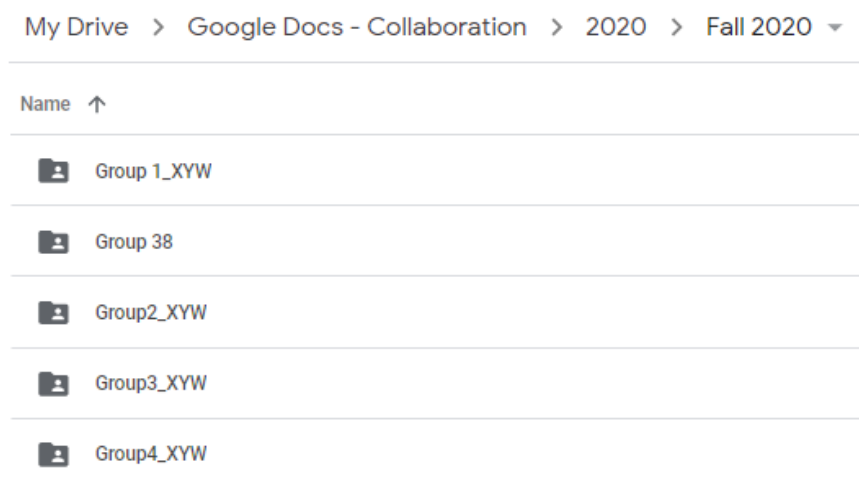 My Drive > Google Docs - Collaboration > 2020 > Fall 2020
Name
Group 1_XYW
Group 38
Group2_XYW
Group3_XYW
Group4_XYW